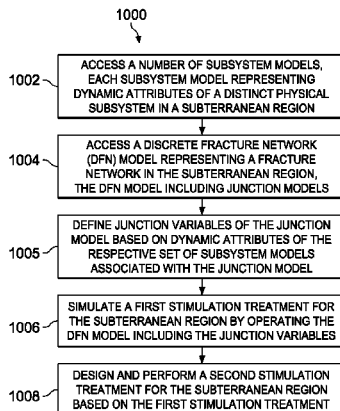 1000
1002
ACCESS A NUMBER OF SUBSYSTEM MODELS,
EACH SUBSYSTEM MODEL REPRESENTING
DYNAMIC ATTRIBUTES OF A DISTINCT PHYSICAL
SUBSYSTEM IN A SUBTERRANEAN REGION
1004
ACCESS A DISCRETE FRACTURE NETWORK
(DFN) MODEL REPRESENTING A FRACTURE
NETWORK IN THE SUBTERRANEAN REGION,
THE DFN MODEL INCLUDING JUNCTION MODELS
1005
DEFINE JUNCTION VARIABLES OF THE JUNCTION
MODEL BASED ON DYNAMIC ATTRIBUTES OF THE
RESPECTIVE SET OF SUBSYSTEM MODELS
ASSOCIATED WITH THE JUNCTION MODEL
1006
SIMULATE A FIRST STIMULATION TREATMENT FOR
THE SUBTERRANEAN REGION BY OPERATING THE
DFN MODEL INCLUDING THE JUNCTION VARIABLES
1008
DESIGN AND PERFORM A SECOND STIMULATION
TREATMENT FOR THE SUBTERRANEAN REGION
BASED ON THE FIRST STIMULATION TREATMENT